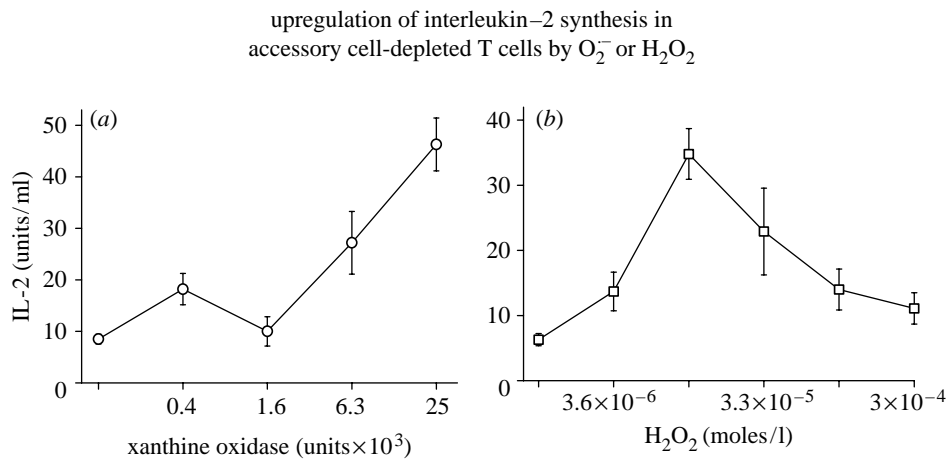 upregulation of interleukin–2 synthesis in
accessory cell-depleted T cells by O₂·⁻ or H₂O₂
(a)
50
40
30
20
10
0
IL-2 (units/ml)
0.4 1.6 6.3 25
xanthine oxidase (units×10³)
(b)
40
30
20
10
0
3.6×10⁻⁶ 3.3×10⁻⁵ 3×10⁻⁴
H₂O₂ (moles/l)